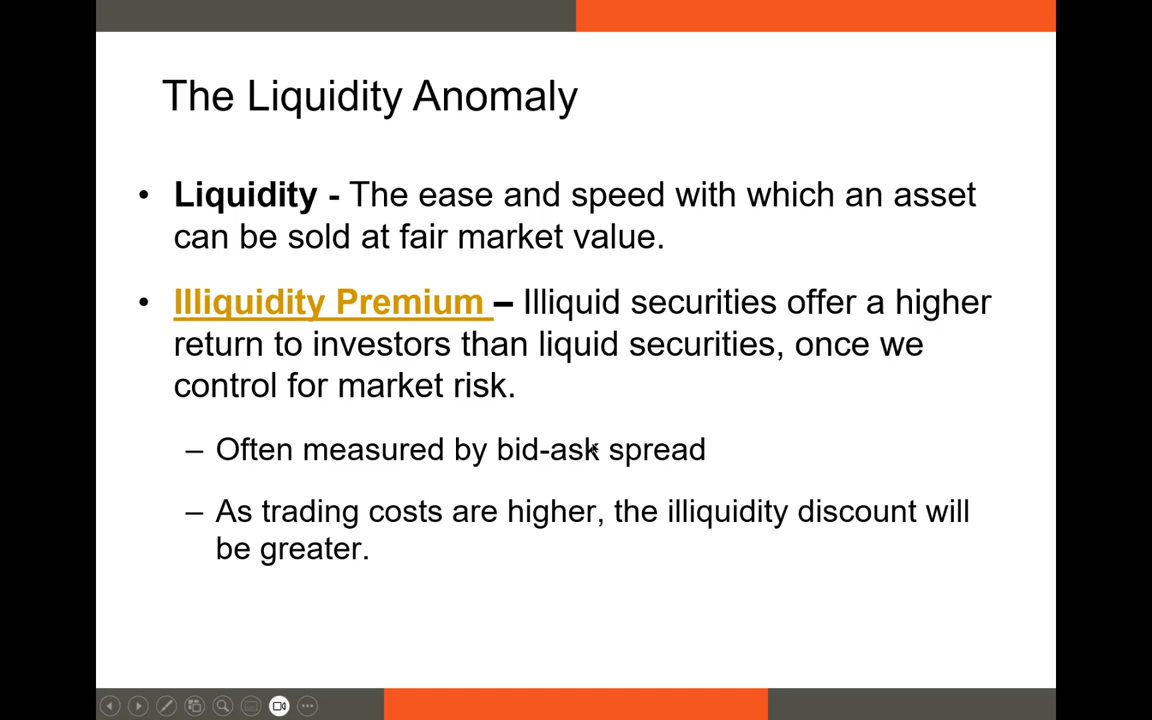 The Liquidity Anomaly
• Liquidity - The ease and speed with which an asset
can be sold at fair market value.
• Illiquidity Premium – Illiquid securities offer a higher
return to investors than liquid securities, once we
control for market risk.
– Often measured by bid-ask spread
– As trading costs are higher, the illiquidity discount will
be greater.